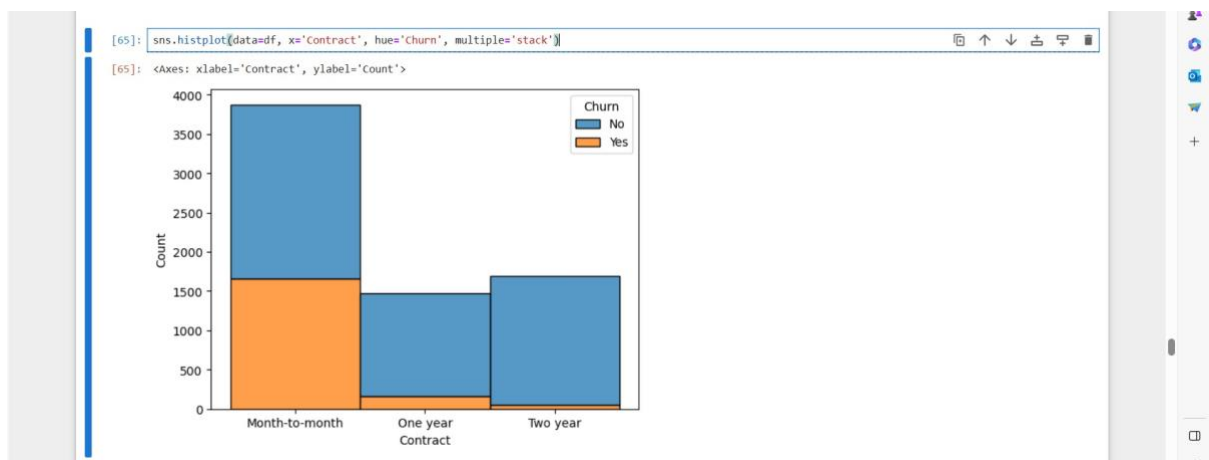 [65]: sns.histplot(data=df, x='Contract', hue='Churn', multiple='stack')
[65]: <Axes: xlabel='Contract', ylabel='Count'>
Churn
No
Yes
4000
3500
3000
2500
2000
1500
1000
500
0
Count
Month-to-month One year Two year
Contract